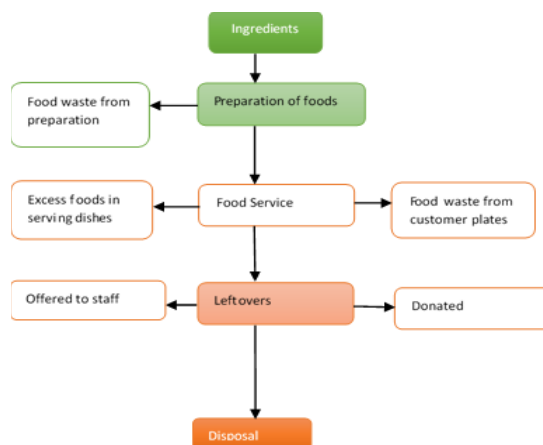 Ingredients
Food waste from
preparation
Preparation of foods
Excess foods in
serving dishes
Food Service
Food waste from
customer plates
Offered to staff
Leftovers
Donated
Disposal